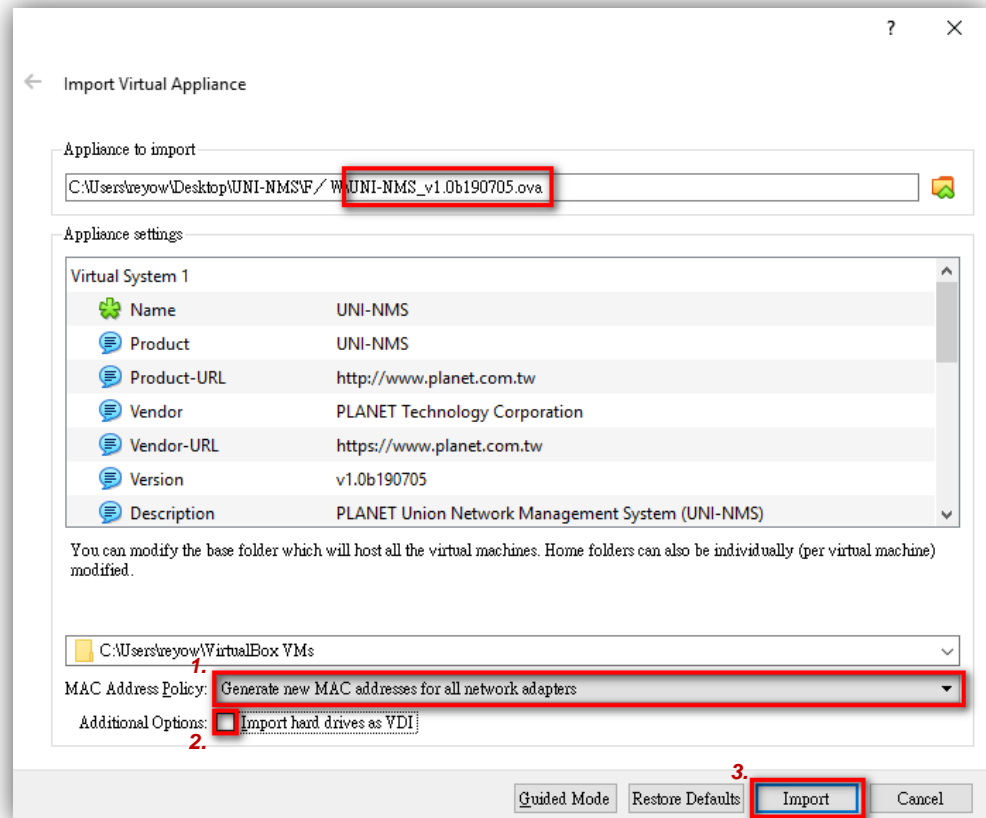 ?
Import Virtual Appliance
Appliance to import
C:\Users\reyow\Desktop\UNI-NMS\F／W\UNI-NMS_v1.0b190705.ova
Appliance settings
Virtual System 1
Name UNI-NMS
Product UNI-NMS
Product-URL http://www.planet.com.tw
Vendor PLANET Technology Corporation
Vendor-URL https://www.planet.com.tw
Version v1.0b190705
Description PLANET Union Network Management System (UNI-NMS)
You can modify the base folder which will host all the virtual machines. Home folders can also be individually (per virtual machine)
modified.
C:\Users\reyow\VirtualBox VMs
1.
MAC Address Policy: Generate new MAC addresses for all network adapters
Additional Options: Import hard drives as VDI
2.
3.
Guided Mode Restore Defaults Import Cancel